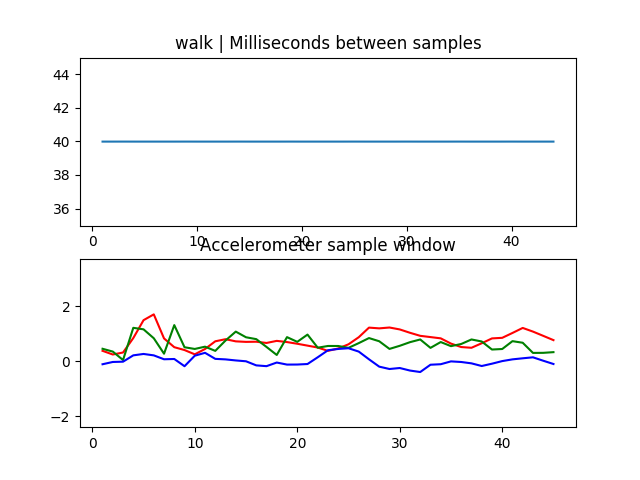 walk | Milliseconds between samples
44
42
40
38
36
0 10 20 30 40
Accelerometer sample window
2
0
−2
0 10 20 30 40